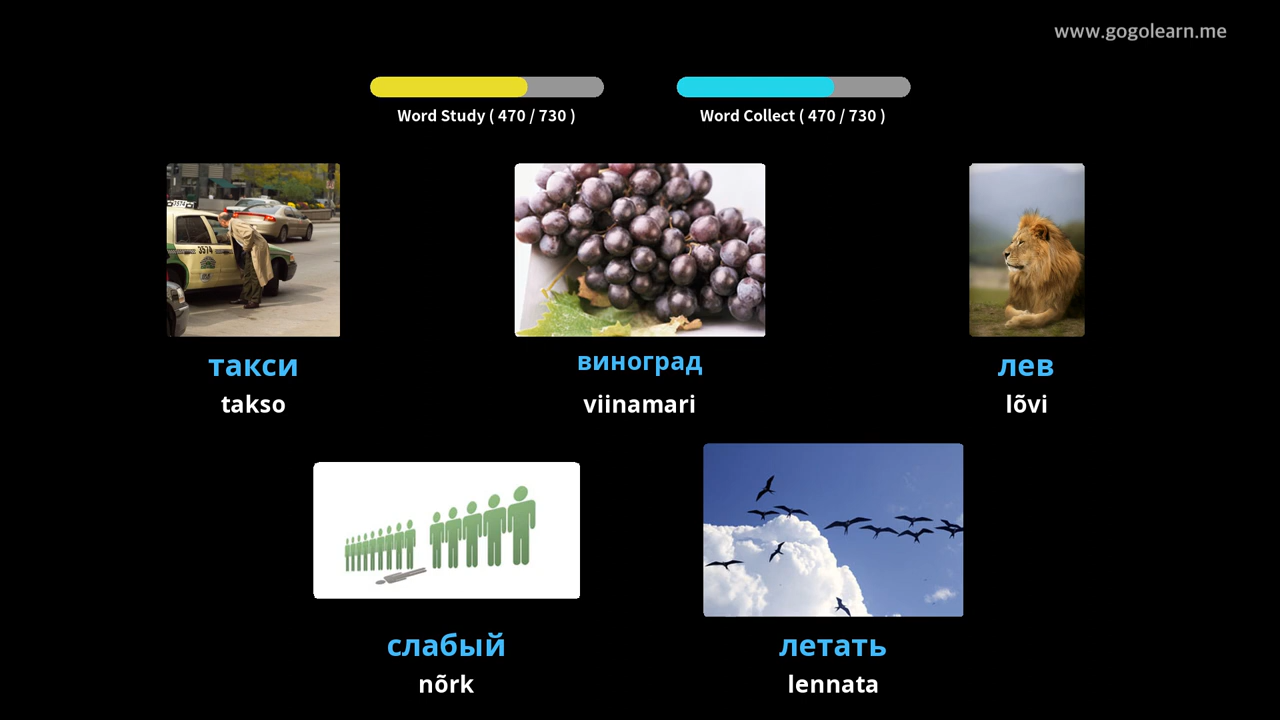 www.gogolearn.me
Word Study ( 470 / 730 )
Word Collect ( 470 / 730 )
3574
такси
виноград
лев
takso
viinamari
lõvi
слабый
летать
nõrk
lennata